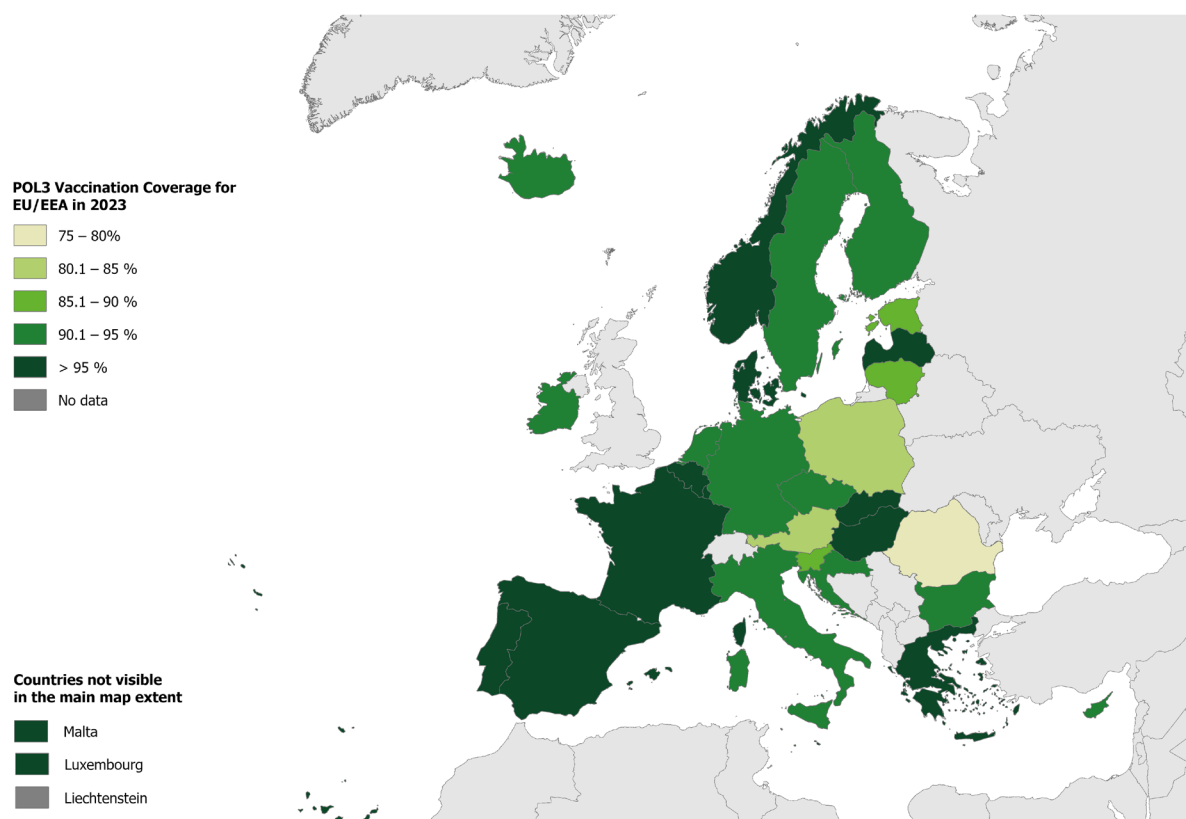 POL3 Vaccination Coverage for
EU/EEA in 2023
75 – 80%
80.1 – 85 %
85.1 – 90 %
90.1 – 95 %
> 95 %
No data
Countries not visible
in the main map extent
Malta
Luxembourg
Liechtenstein